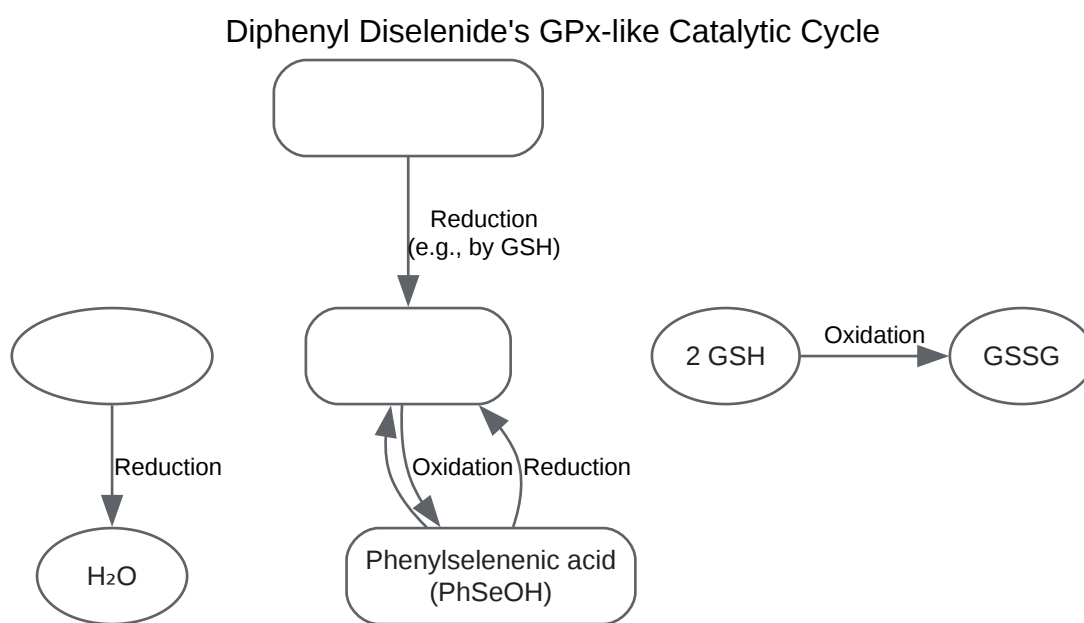 Diphenyl Diselenide's GPx-like Catalytic Cycle
Reduction
(e.g., by GSH)
2 GSH
Oxidation
GSSG
Reduction
Oxidation
Reduction
H₂O
Phenylselenenic acid
(PhSeOH)